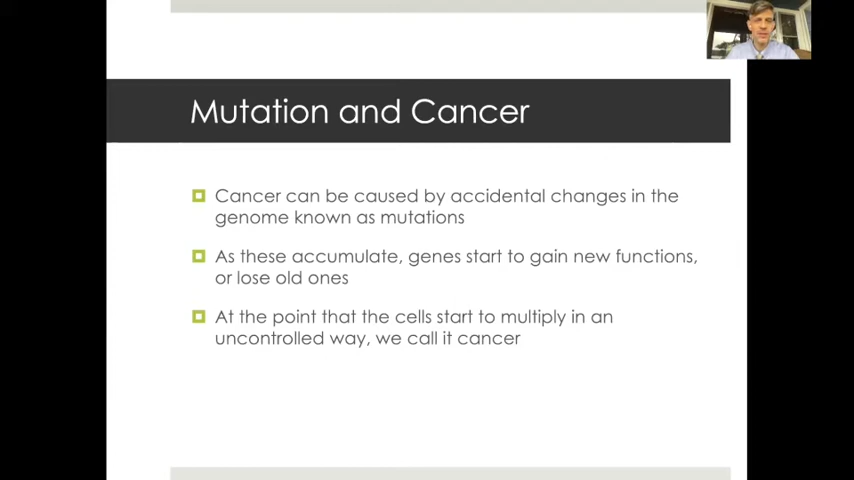 Mutation and Cancer
Cancer can be caused by accidental changes in the
genome known as mutations
As these accumulate, genes start to gain new functions,
or lose old ones
At the point that the cells start to multiply in an
uncontrolled way, we call it cancer